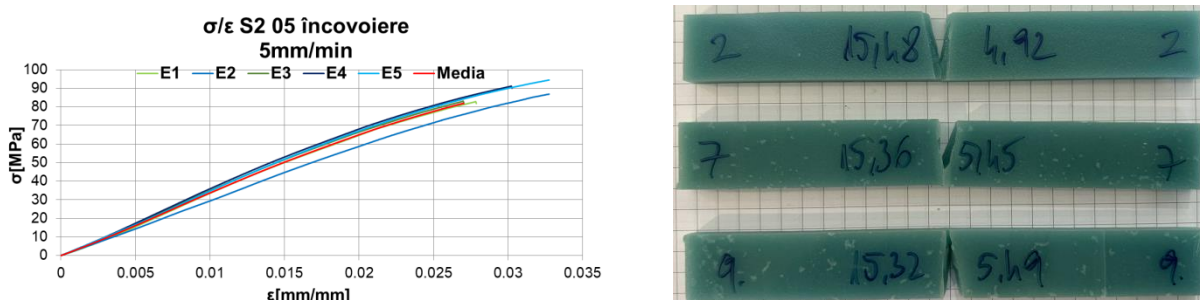 σ/ε S2 05 încovoiere
5mm/min
E1 E2 E3 E4 E5 Media
σ[MPa]
100
90
80
70
60
50
40
30
20
10
0
0 0.005 0.01 0.015 0.02 0.025 0.03 0.035
ε[mm/mm]
2 15,48 4,92 2
7 15,36 5,45 7
9. 15,32 5,49 9.